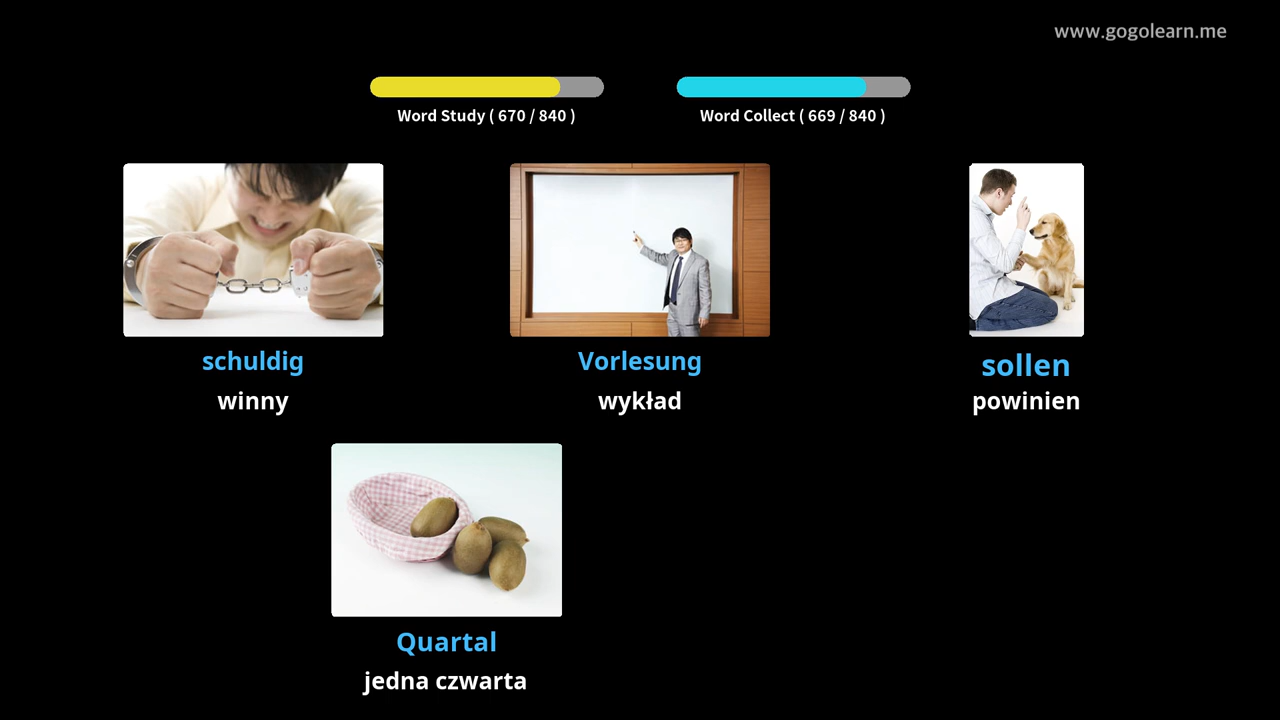 www.gogolearn.me
Word Study ( 670 / 840 )
Word Collect ( 669 / 840 )
schuldig
winny
Vorlesung
wykład
sollen
powinien
Quartal
jedna czwarta